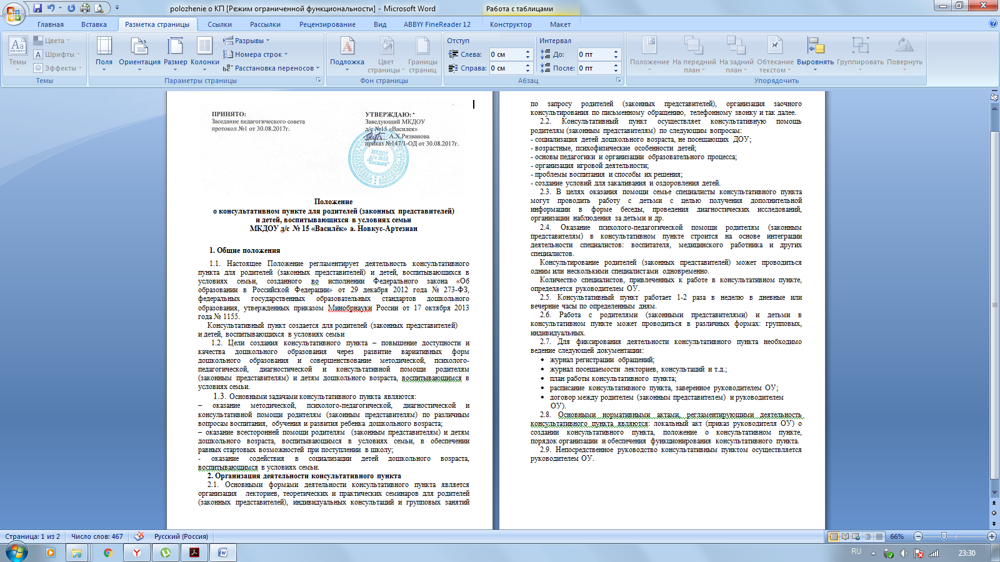 polozhenie о КП [Режим ограниченной функциональности] - Microsoft Word
Работа с таблицами
Главная Вставка Разметка страницы Ссылки Рассылки Рецензирование Вид ABBYY FineReader 12 Конструктор Макет
Темы
Цвета
Шрифты
Эффекты
Темы
Поля
Ориентация
Размер
Колонки
Разрывы
Номера строк
Расстановка переносов
Параметры страницы
Подложка
Цвет страницы
Границы страниц
Фон страницы
Отступ
Слева: 0 см
Справа: 0 см
Интервал
До: 0 пт
После: 0 пт
Абзац
Положение
На передний план
На задний план
Обтекание текстом
Выровнять
Группировать
Повернуть
Упорядочить
ПРИНЯТО:
Заседание педагогического совета
протокол №1 от 30.08.2017г.
УТВЕРЖДАЮ:
Заведующий МКДОУ
д/с №15 «Василек»
А.Х.Ризванова
приказ №147/1-ОД от 30.08.2017г.
МКДОУ
д/с №15
"Василек"
Положение
о консультативном пункте для родителей (законных представителей)
и детей, воспитывающихся в условиях семьи
МКДОУ д/с № 15 «Василёк» а. Новкус-Артезиан
1. Общие положения
1.1. Настоящее Положение регламентирует деятельность консультативного
пункта для родителей (законных представителей) и детей, воспитывающихся в
условиях семьи, созданного во исполнении Федерального закона «Об
образовании в Российской Федерации» от 29 декабря 2012 года № 273-ФЗ,
федеральных государственных образовательных стандартов дошкольного
образования, утвержденных приказом Минобрнауки России от 17 октября 2013
года № 1155.
Консультативный пункт создается для родителей (законных представителей)
и детей, воспитывающихся в условиях семьи
1.2. Цели создания консультативного пункта – повышение доступности и
качества дошкольного образования через развитие вариативных форм
дошкольного образования и совершенствование методической, психолого-
педагогической, диагностической и консультативной помощи родителям
(законным представителям) и детям дошкольного возраста, воспитывающимся в
условиях семьи.
1.3. Основными задачами консультативного пункта являются:
– оказание методической, психолого-педагогической, диагностической и
консультативной помощи родителям (законным представителям) по различным
вопросам воспитания, обучения и развития ребенка дошкольного возраста;
– оказание всесторонней помощи родителям (законным представителям) и детям
дошкольного возраста, воспитывающимся в условиях семьи, в обеспечении
равных стартовых возможностей при поступлении в школу;
- оказание содействия в социализации детей дошкольного возраста,
воспитывающимся в условиях семьи.
2. Организация деятельности консультативного пункта
2.1. Основными формами деятельности консультативного пункта является
организация лекториев, теоретических и практических семинаров для родителей
(законных представителей), индивидуальных консультаций и групповых занятий
по запросу родителей (законных представителей), организация заочного
консультирования по письменному обращению, телефонному звонку и так далее.
2.2. Консультативный пункт осуществляет консультативную помощь
родителям (законным представителям) по следующим вопросам:
- социализация детей дошкольного возраста, не посещающих ДОУ;
- возрастные, психофизические особенности детей;
- основы педагогики и организации образовательного процесса;
- организация игровой деятельности;
- проблемы воспитания и способы их решения;
- создание условий для закаливания и оздоровления детей.
2.3. В целях оказания помощи семье специалисты консультативного пункта
могут проводить работу с детьми с целью получения дополнительной
информации в форме беседы, проведения диагностических исследований,
организации наблюдения за детьми и др.
2.4. Оказание психолого-педагогической помощи родителям (законным
представителям) в консультативном пункте строится на основе интеграции
деятельности специалистов: воспитателя, медицинского работника и других
специалистов.
Консультирование родителей (законных представителей) может проводиться
одним или несколькими специалистами одновременно.
Количество специалистов, привлеченных к работе в консультативном пункте,
определяется руководителем ОУ.
2.5. Консультативный пункт работает 1-2 раза в неделю в дневные или
вечерние часы по определенным дням.
2.6. Работа с родителями (законными представителями) и детьми в
консультативном пункте может проводиться в различных формах: групповых,
индивидуальных.
2.7. Для фиксирования деятельности консультативного пункта необходимо
ведение следующей документации:
• журнал регистрации обращений;
• журнал посещаемости лекториев, консультаций и т.д.;
• план работы консультативного пункта;
• расписание консультативного пункта, заверенное руководителем ОУ;
• договор между родителем (законным представителем) и руководителем
ОУ).
2.8. Основными нормативными актами, регламентирующими деятельность
консультативного пункта являются: локальный акт (приказ руководителя ОУ) о
создании консультативного пункта, положение о консультативном пункте,
порядок организации и обеспечения функционирования консультативного пункта.
2.9. Непосредственное руководство консультативным пунктом осуществляется
руководителем ОУ.
Страница: 1 из 2 Число слов: 467 Русский (Россия) 66%
RU 23:30